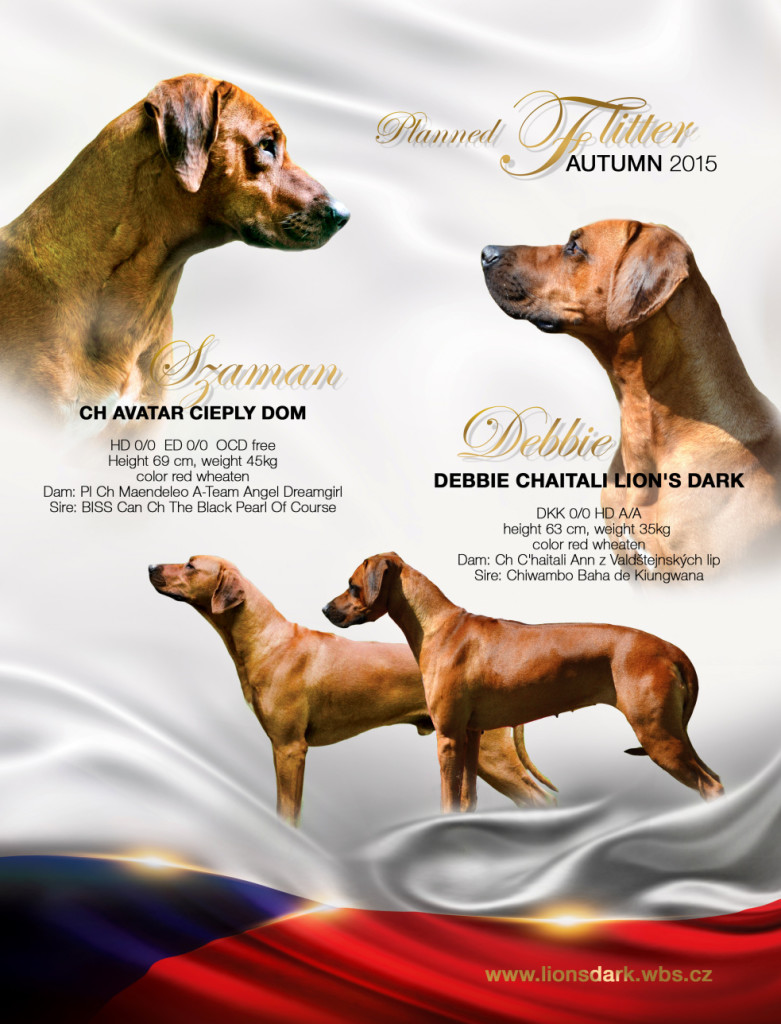 Planned F litter
AUTUMN 2015
Szaman
CH AVATAR CIEPLY DOM
HD 0/0 ED 0/0 OCD free
Height 69 cm, weight 45kg
color red wheaten
Dam: Pl Ch Maendeleo A-Team Angel Dreamgirl
Sire: BISS Can Ch The Black Pearl Of Course
Debbie
DEBBIE CHAITALI LION'S DARK
DKK 0/0 HD A/A
height 63 cm, weight 35kg
color red wheaten
Dam: Ch C'haitali Ann z Valdštejnských lip
Sire: Chiwambo Baha de Kiungwana
www.lionsdark.wbs.cz